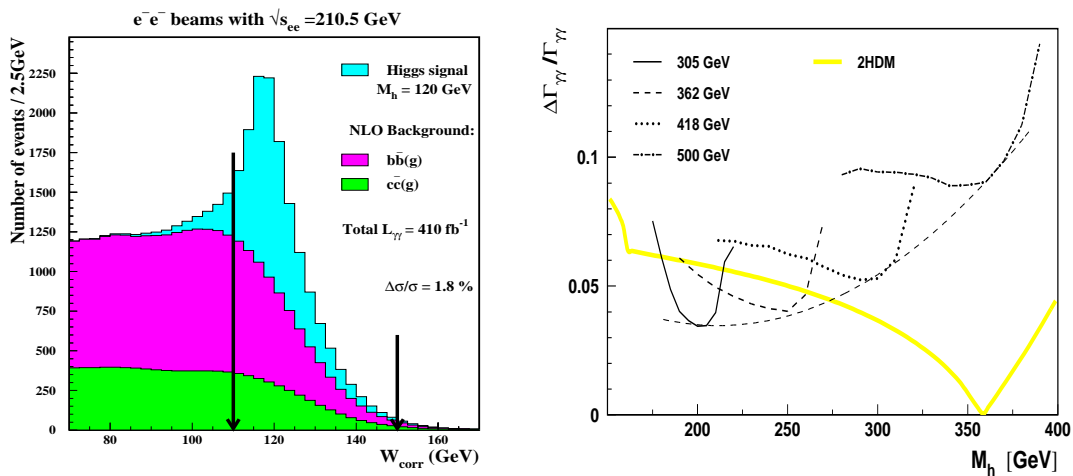 e⁻e⁻ beams with √s_ee =210.5 GeV
Number of events / 2.5GeV
2250
2000
1750
1500
1250
1000
750
500
250
0
80
100
120
140
160
W_corr (GeV)
Higgs signal
M_h = 120 GeV
NLO Background:
bb̄(g)
cc̄(g)
Total L_γγ = 410 fb⁻¹
Δσ/σ = 1.8 %
ΔΓ_γγ /Γ_γγ
0.1
0.05
0
200
250
300
350
400
M_h [GeV]
305 GeV
362 GeV
418 GeV
500 GeV
2HDM